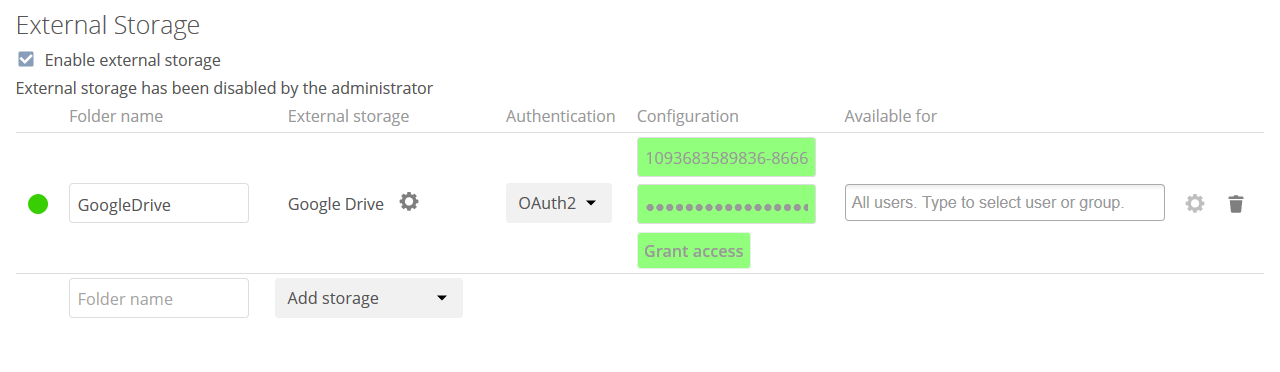 External Storage
Enable external storage
External storage has been disabled by the administrator
Folder name External storage Authentication Configuration Available for
1093683589836-8666
GoogleDrive Google Drive OAuth2 ●●●●●●●●●●●●●●●●● All users. Type to select user or group.
Grant access
Folder name Add storage